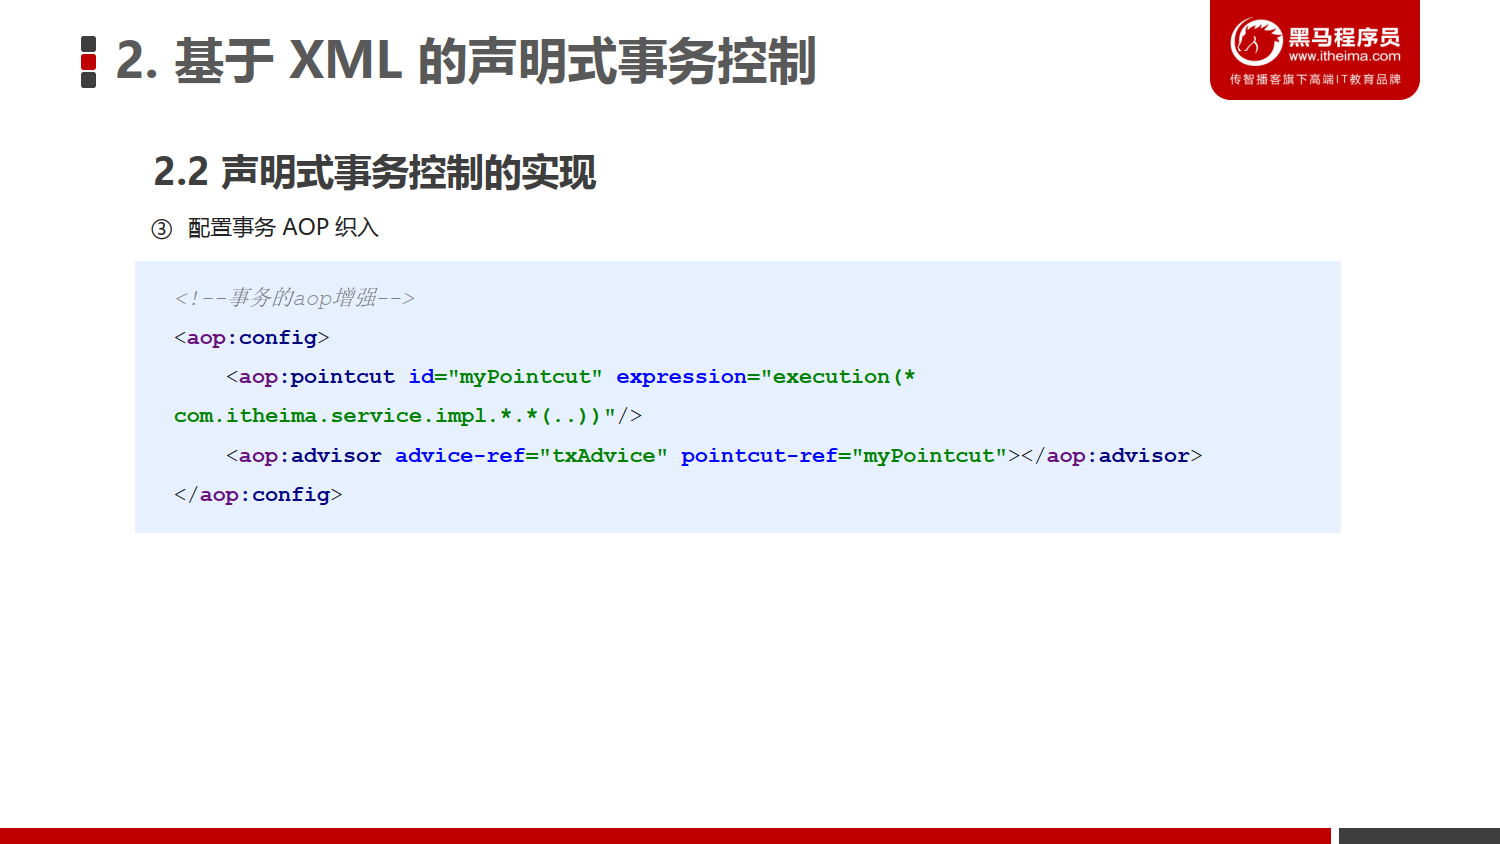 2. 基于 XML 的声明式事务控制
黑马程序员
www.itheima.com
传智播客旗下高端IT教育品牌
2.2 声明式事务控制的实现
③ 配置事务 AOP 织入
<!--事务的aop增强-->
<aop:config>
    <aop:pointcut id="myPointcut" expression="execution(*
com.itheima.service.impl.*.*(..))"/>
    <aop:advisor advice-ref="txAdvice" pointcut-ref="myPointcut"></aop:advisor>
</aop:config>